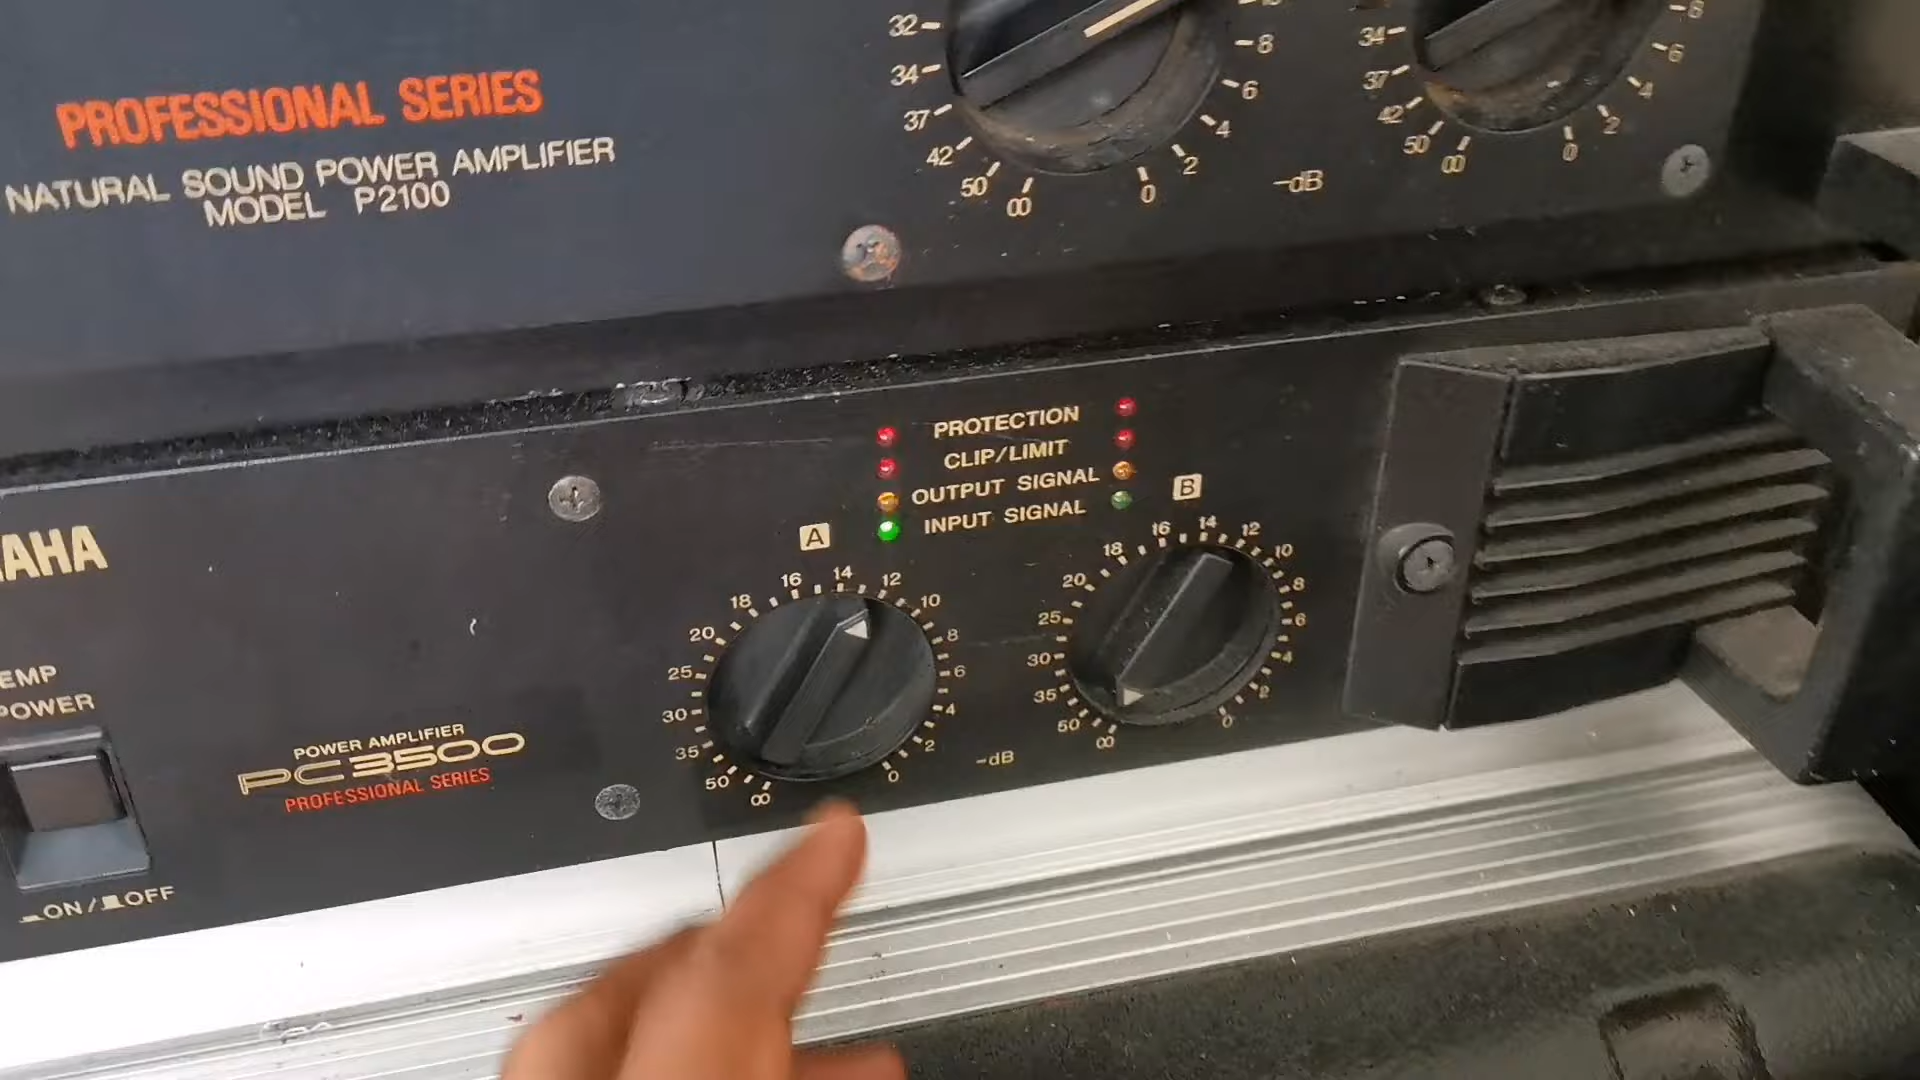 PROFESSIONAL SERIES
NATURAL SOUND POWER AMPLIFIER
MODEL P2100
32
34
37
42
50
∞
0
2
4
6
8
-dB
34
37
42
50
∞
0
2
4
6
8
AHA
PROTECTION
CLIP/LIMIT
OUTPUT SIGNAL
INPUT SIGNAL
A
B
16 14 12
18 10
20 8
25 6
30 4
35 2
50 0
∞
-dB
16 14 12
18 10
20 8
25 6
30 4
35 2
50 0
∞
EMP
POWER
ON / OFF
POWER AMPLIFIER
PC3500
PROFESSIONAL SERIES